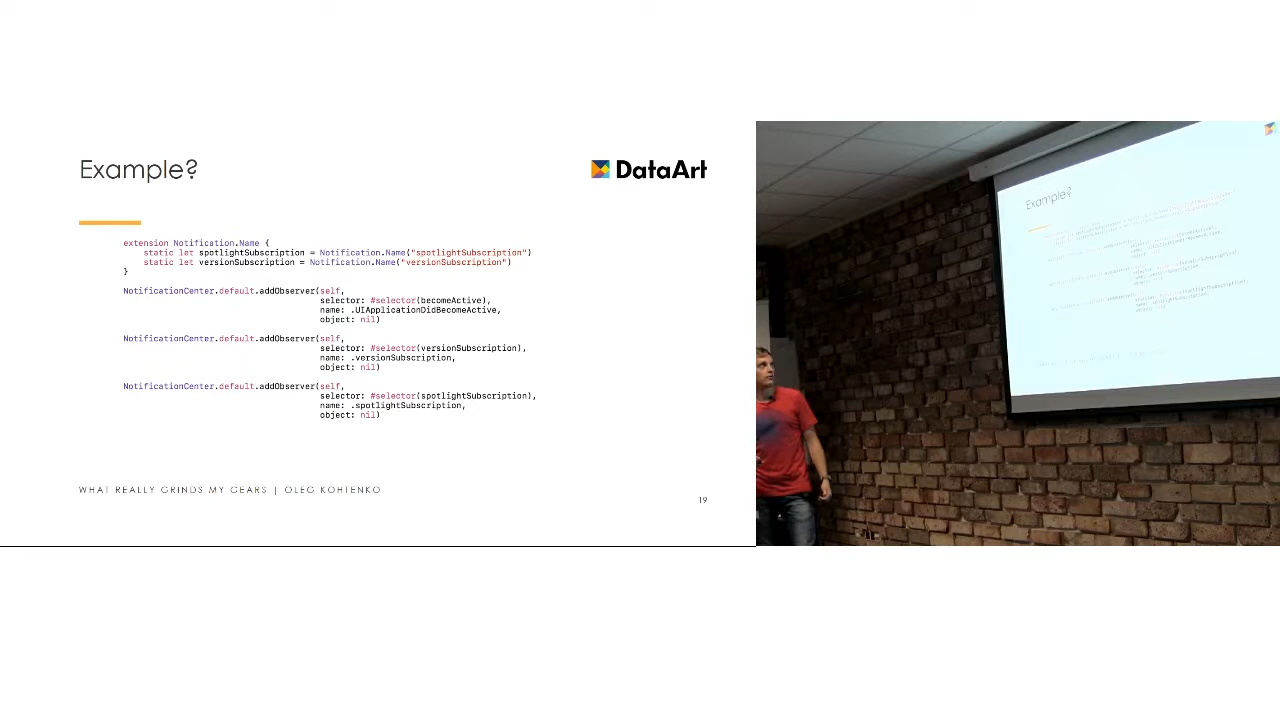 Example?
DataArt
extension Notification.Name {
    static let spotlightSubscription = Notification.Name("spotlightSubscription")
    static let versionSubscription = Notification.Name("versionSubscription")
}
NotificationCenter.default.addObserver(self,
selector: #selector(becomeActive),
name: .UIApplicationDidBecomeActive,
object: nil)
NotificationCenter.default.addObserver(self,
selector: #selector(versionSubscription),
name: .versionSubscription,
object: nil)
NotificationCenter.default.addObserver(self,
selector: #selector(spotlightSubscription),
name: .spotlightSubscription,
object: nil)
WHAT REALLY GRINDS MY GEARS | OLEG KOHTENKO
19
Example?